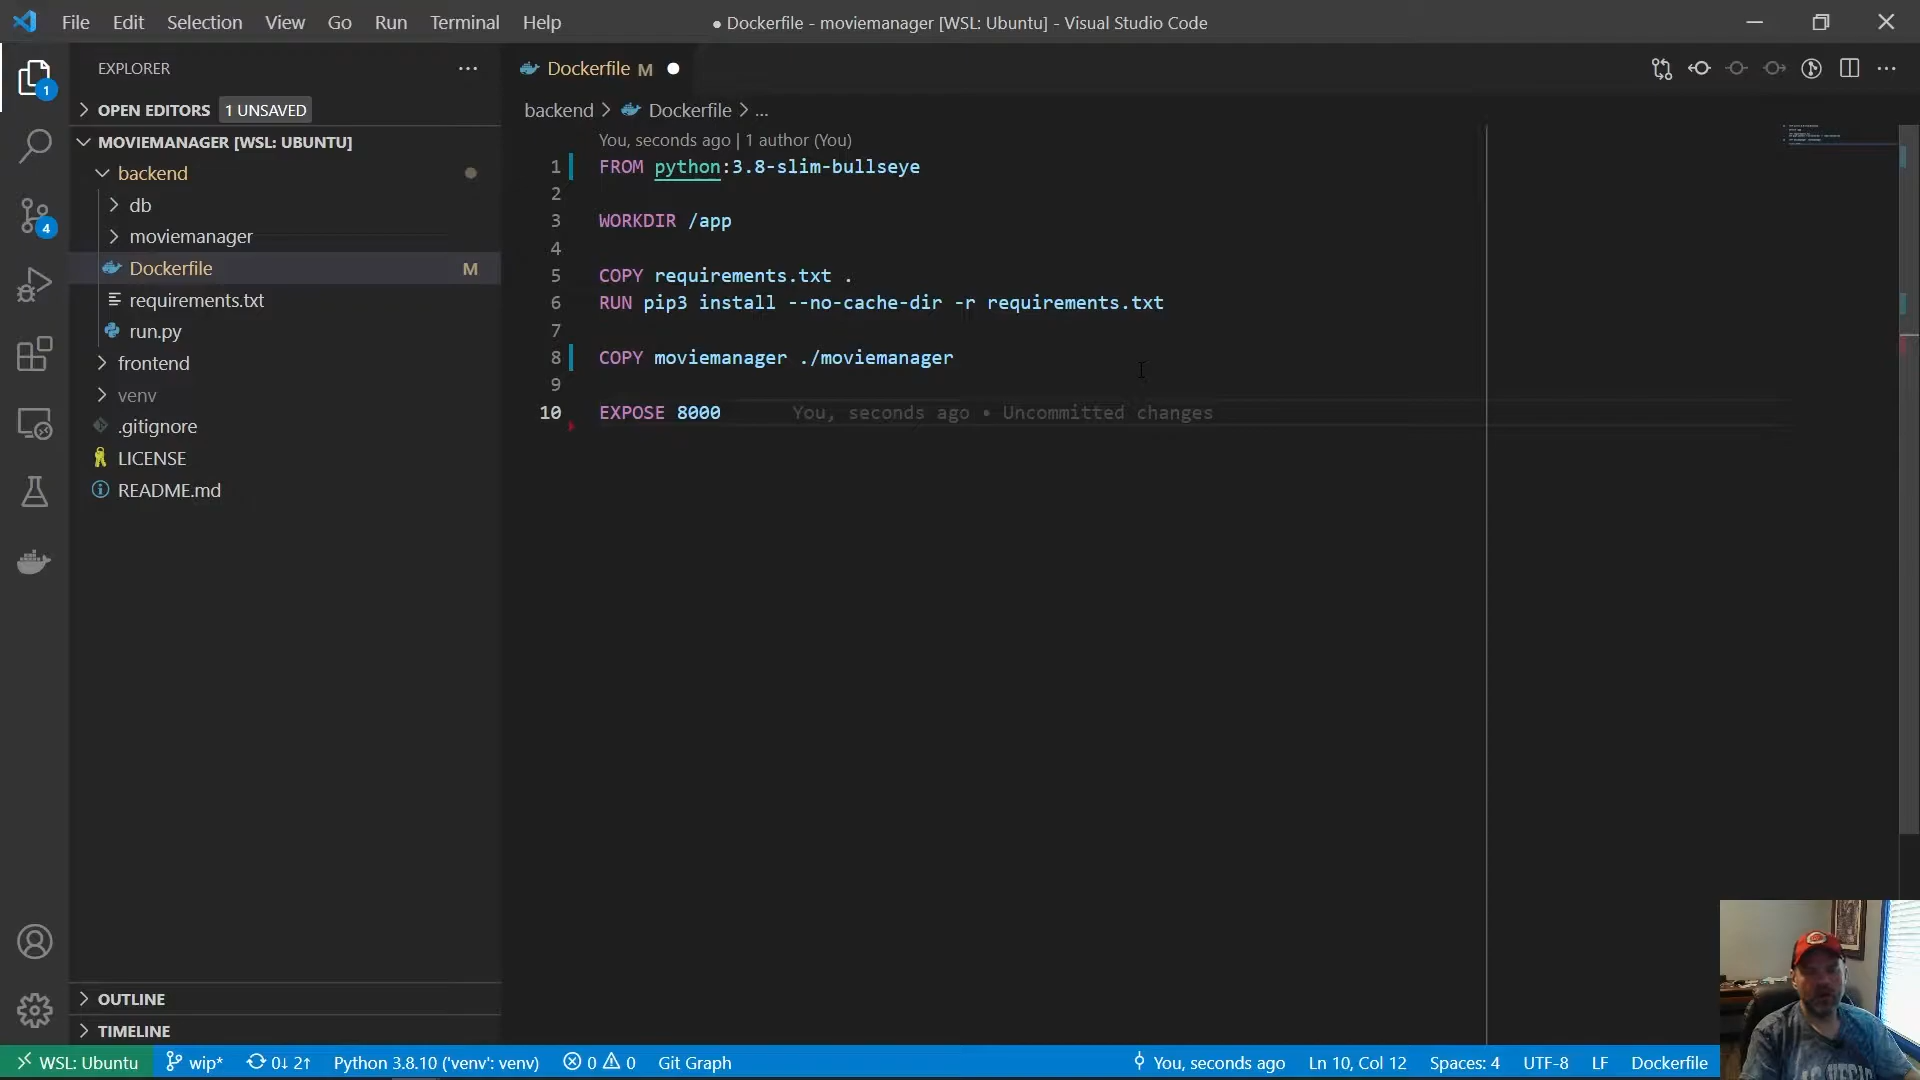 File Edit Selection View Go Run Terminal Help
● Dockerfile - moviemanager [WSL: Ubuntu] - Visual Studio Code
EXPLORER
OPEN EDITORS 1 UNSAVED
MOVIEMANAGER [WSL: UBUNTU]
backend
db
moviemanager
Dockerfile M
requirements.txt
run.py
frontend
venv
.gitignore
LICENSE
README.md
OUTLINE
TIMELINE
1
4
Dockerfile M
backend > Dockerfile > ...
You, seconds ago | 1 author (You)
1 FROM python:3.8-slim-bullseye
2
3 WORKDIR /app
4
5 COPY requirements.txt .
6 RUN pip3 install --no-cache-dir -r requirements.txt
7
8 COPY moviemanager ./moviemanager
9
10 EXPOSE 8000 You, seconds ago • Uncommitted changes
WSL: Ubuntu wip* 0↓ 2↑ Python 3.8.10 ('venv': venv) 0 0 Git Graph You, seconds ago Ln 10, Col 12 Spaces: 4 UTF-8 LF Dockerfile